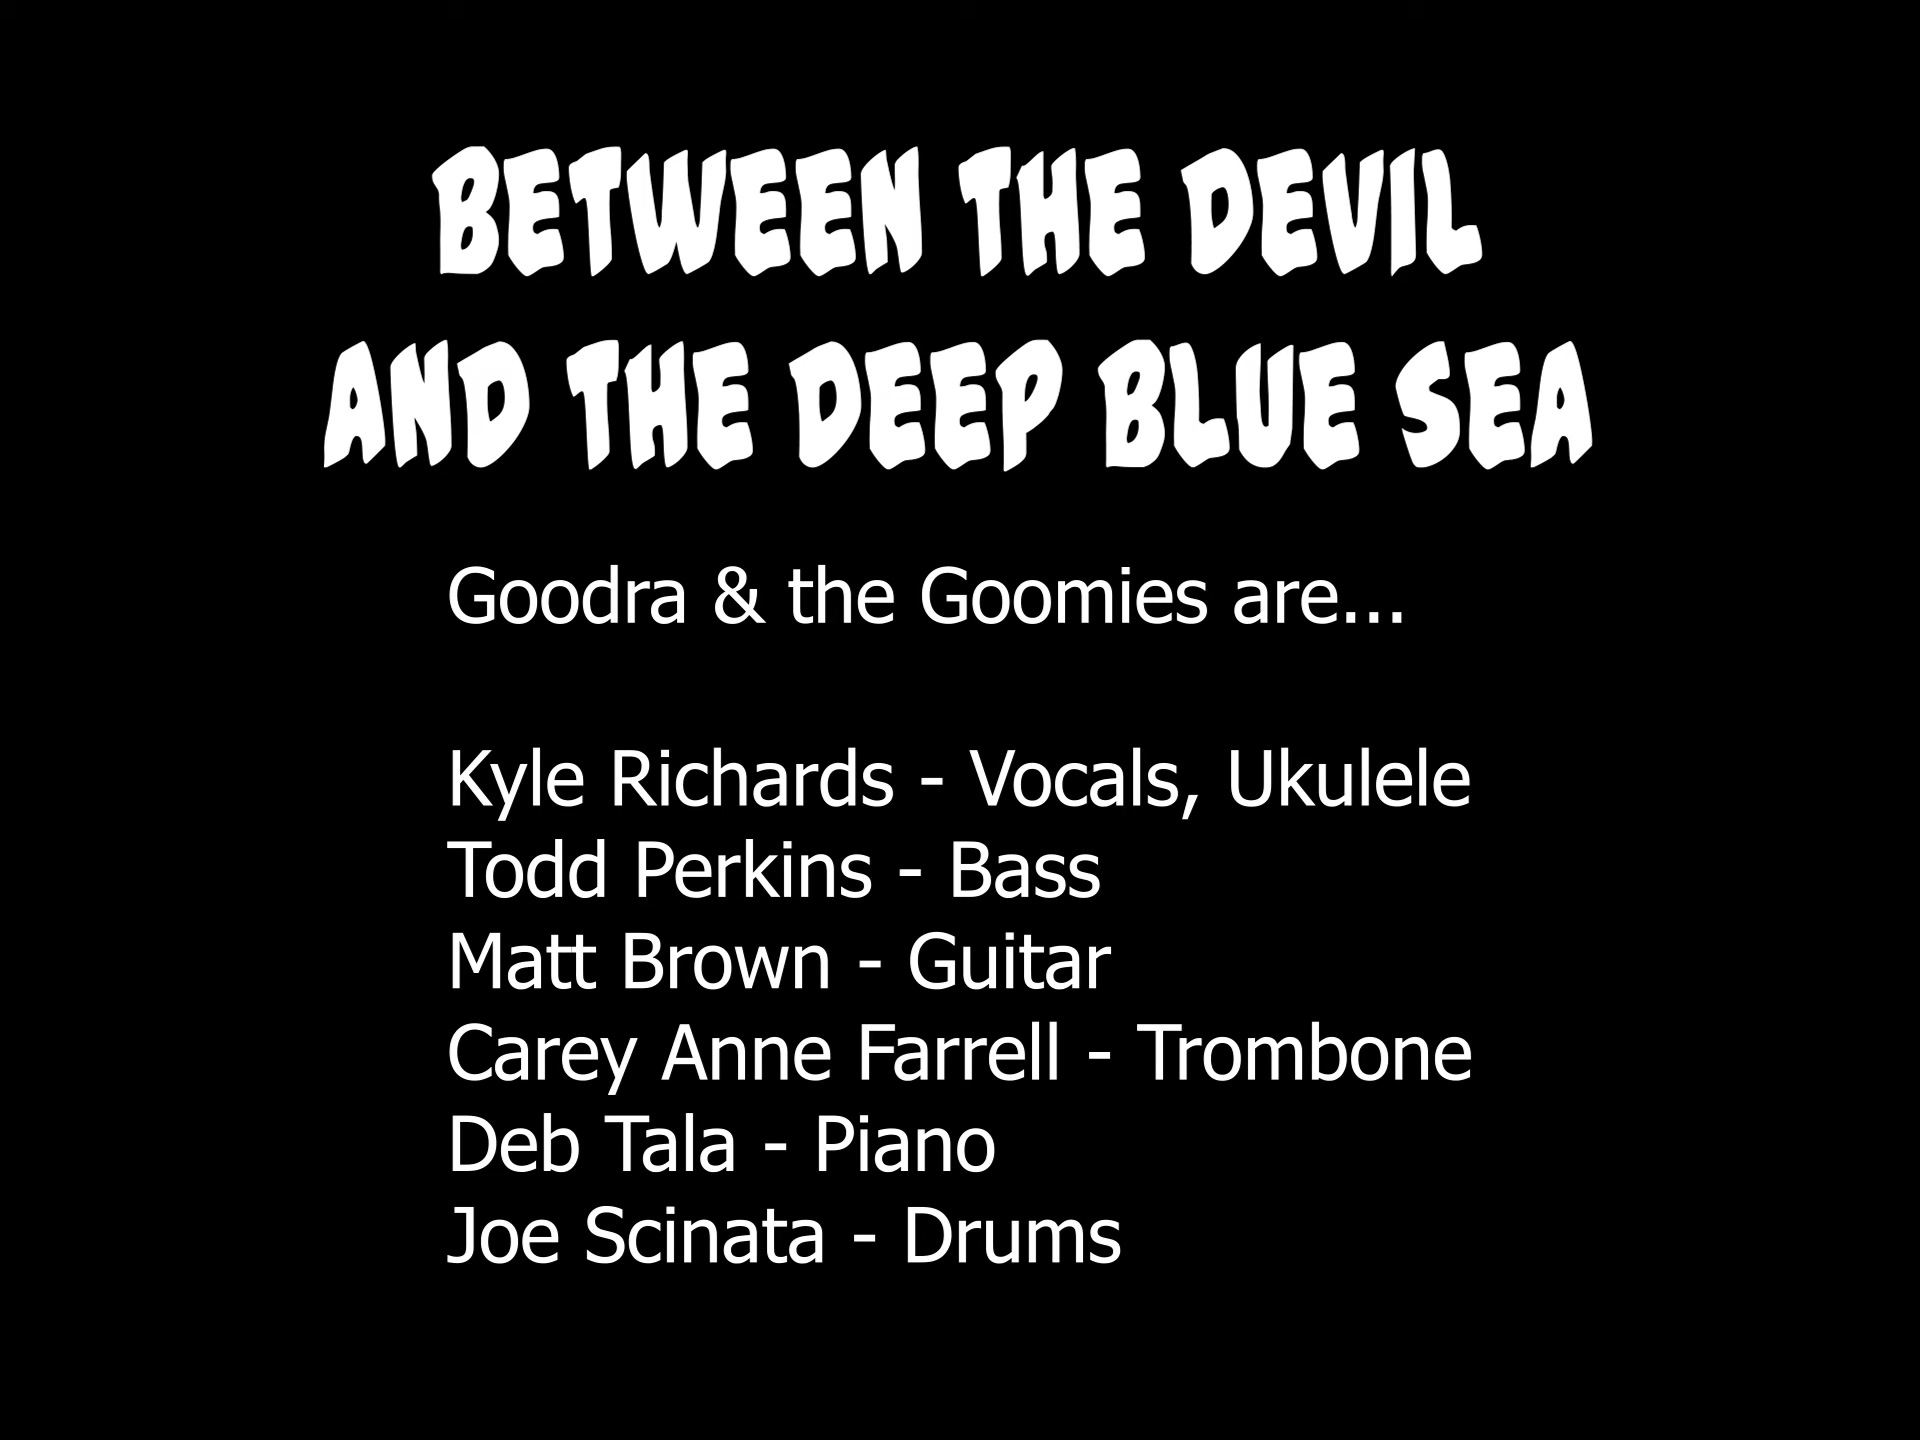 BETWEEN THE DEVIL
AND THE DEEP BLUE SEA
Goodra & the Goomies are...
Kyle Richards - Vocals, Ukulele
Todd Perkins - Bass
Matt Brown - Guitar
Carey Anne Farrell - Trombone
Deb Tala - Piano
Joe Scinata - Drums